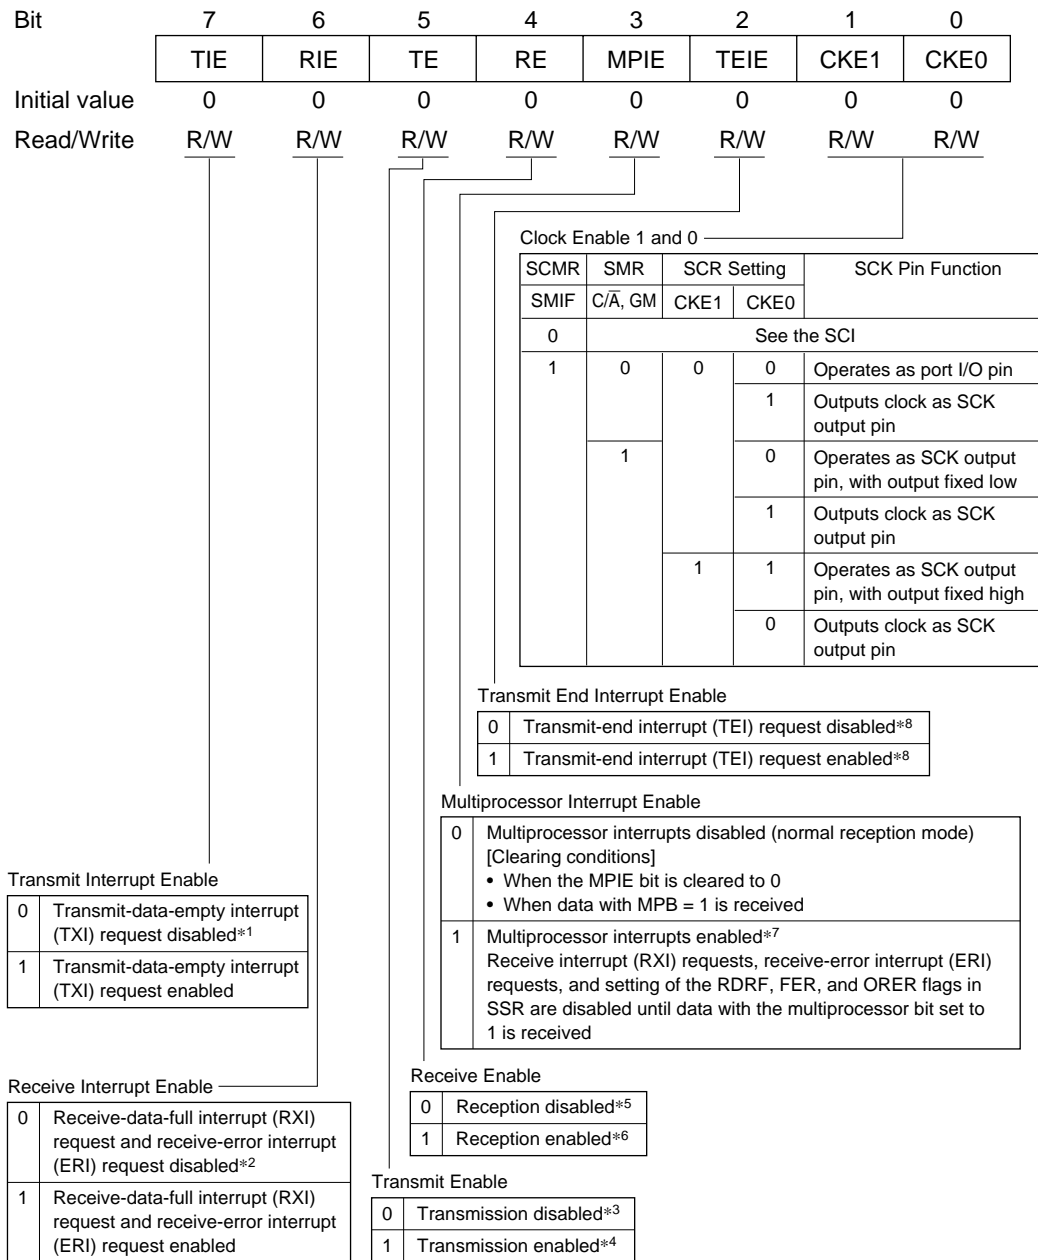 Bit 7 6 5 4 3 2 1 0
TIE RIE TE RE MPIE TEIE CKE1 CKE0
Initial value 0 0 0 0 0 0 0 0
Read/Write R/W R/W R/W R/W R/W R/W R/W R/W
Clock Enable 1 and 0
SCMR SMR SCR Setting SCK Pin Function
SMIF C/A̅, GM CKE1 CKE0
0 See the SCI
1 0 0 0 Operates as port I/O pin
1 Outputs clock as SCK
output pin
1 0 Operates as SCK output
pin, with output fixed low
1 Outputs clock as SCK
output pin
1 1 Operates as SCK output
pin, with output fixed high
0 Outputs clock as SCK
output pin
Transmit End Interrupt Enable
0 Transmit-end interrupt (TEI) request disabled*8
1 Transmit-end interrupt (TEI) request enabled*8
Multiprocessor Interrupt Enable
0 Multiprocessor interrupts disabled (normal reception mode)
[Clearing conditions]
• When the MPIE bit is cleared to 0
• When data with MPB = 1 is received
1 Multiprocessor interrupts enabled*7
Receive interrupt (RXI) requests, receive-error interrupt (ERI)
requests, and setting of the RDRF, FER, and ORER flags in
SSR are disabled until data with the multiprocessor bit set to
1 is received
Transmit Interrupt Enable
0 Transmit-data-empty interrupt
(TXI) request disabled*1
1 Transmit-data-empty interrupt
(TXI) request enabled
Receive Enable
0 Reception disabled*5
1 Reception enabled*6
Receive Interrupt Enable
0 Receive-data-full interrupt (RXI)
request and receive-error interrupt
(ERI) request disabled*2
1 Receive-data-full interrupt (RXI)
request and receive-error interrupt
(ERI) request enabled
Transmit Enable
0 Transmission disabled*3
1 Transmission enabled*4